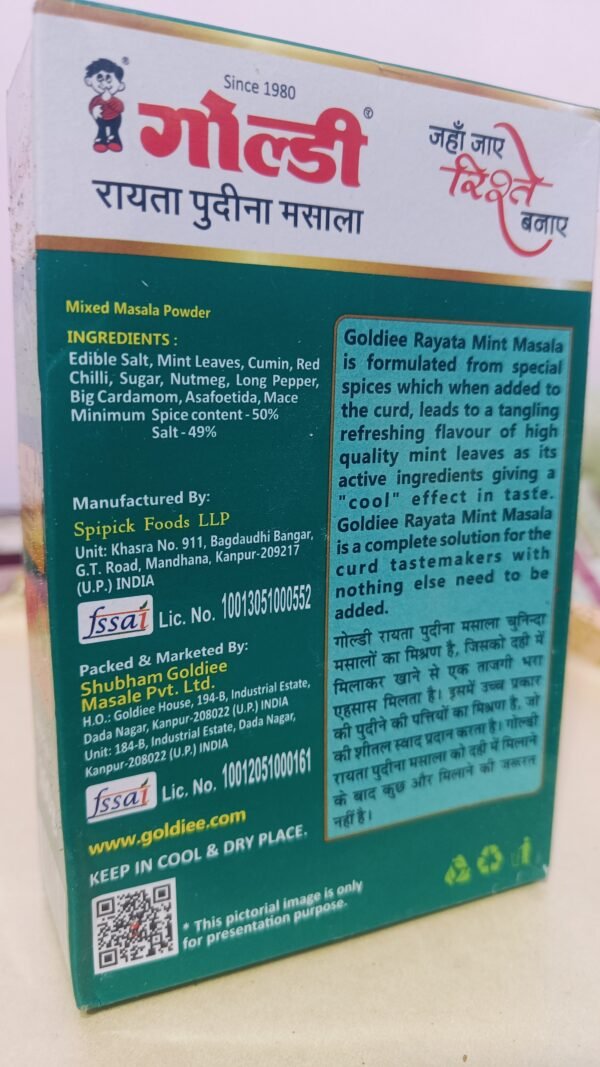 Since 1980
गोल्डी
रायता पुदीना मसाला
जहाँ जाए
रिश्ते
बनाए
Mixed Masala Powder
INGREDIENTS :
Edible Salt, Mint Leaves, Cumin, Red
Chilli, Sugar, Nutmeg, Long Pepper,
Big Cardamom, Asafoetida, Mace
Minimum Spice content - 50%
Salt - 49%
Manufactured By:
Spipick Foods LLP
Unit: Khasra No. 911, Bagdaudhi Bangar,
G.T. Road, Mandhana, Kanpur-209217
(U.P.) INDIA
fssai Lic. No. 10013051000552
Packed & Marketed By:
Shubham Goldiee
Masale Pvt. Ltd.
H.O.: Goldiee House, 194-B, Industrial Estate,
Dada Nagar, Kanpur-208022 (U.P.) INDIA
Unit: 184-B, Industrial Estate, Dada Nagar,
Kanpur-208022 (U.P.) INDIA
fssai Lic. No. 10012051000161
www.goldiee.com
KEEP IN COOL & DRY PLACE.
* This pictorial image is only
for presentation purpose.
Goldiee Rayata Mint Masala
is formulated from special
spices which when added to
the curd, leads to a tangling
refreshing flavour of high
quality mint leaves as its
active ingredients giving a
"cool" effect in taste.
Goldiee Rayata Mint Masala
is a complete solution for the
curd tastemakers with
nothing else need to be
added.
गोल्डी रायता पुदीना मसाला चुनिन्दा
मसालों का मिश्रण है, जिसको दही में
मिलाकर खाने से एक ताजगी भरा
एहसास मिलता है। इसमें उच्च प्रकार
की पुदीने की पत्तियों का मिश्रण है, जो
की शीतल स्वाद प्रदान करता है। गोल्डी
रायता पुदीना मसाला को दही में मिलाने
के बाद कुछ और मिलाने की जरूरत
नहीं है।